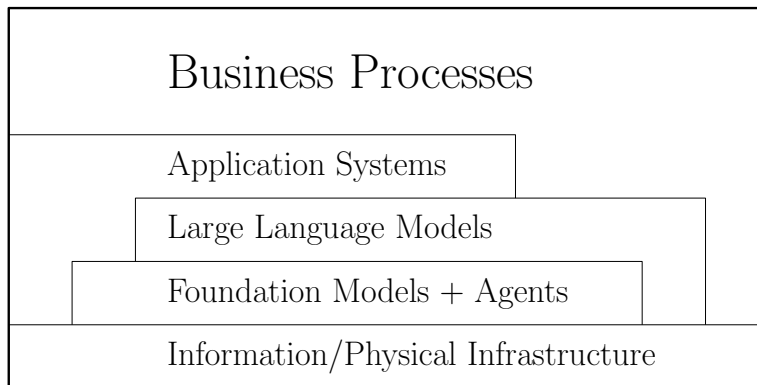 Business Processes
Application Systems
Large Language Models
Foundation Models + Agents
Information/Physical Infrastructure